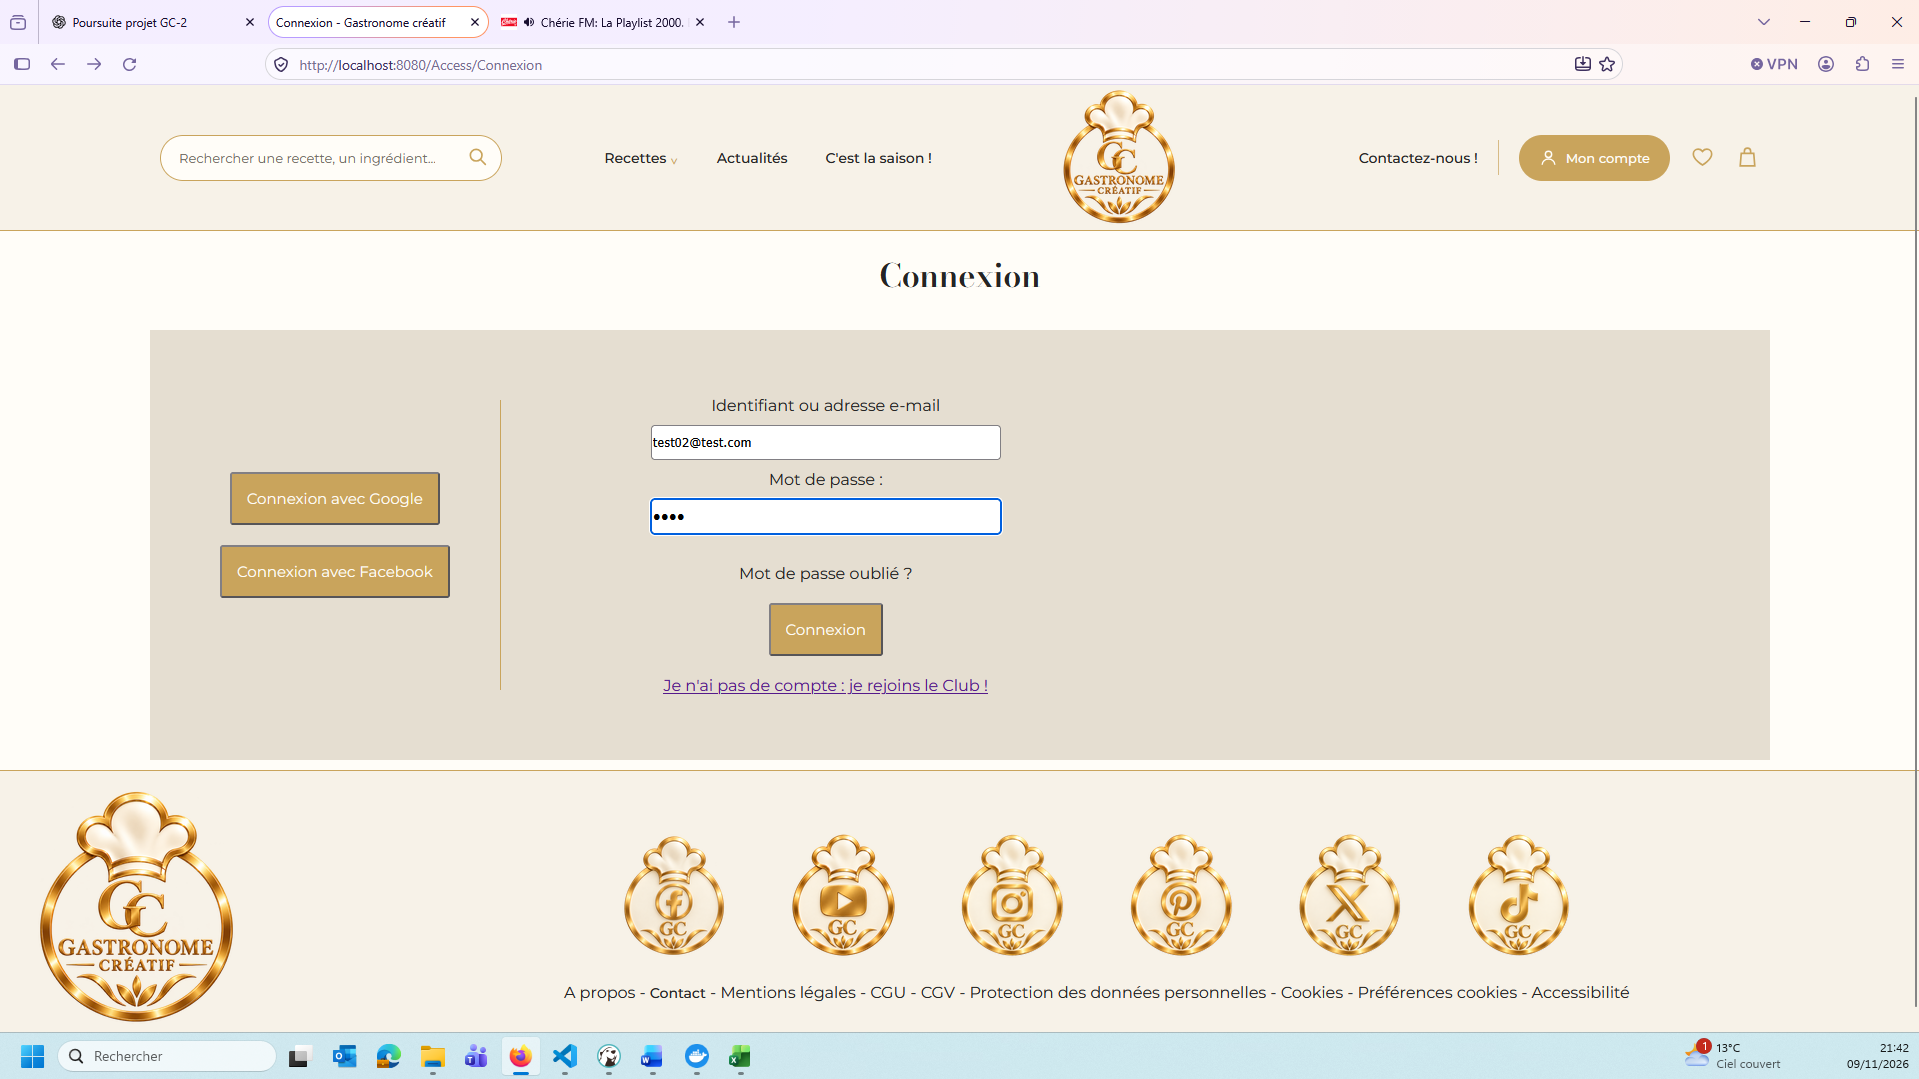 Poursuite projet GC-2
Connexion - Gastronome créatif
Chérie FM: La Playlist 2000.
http://localhost:8080/Access/Connexion
VPN
Rechercher une recette, un ingrédient...
Recettes
Actualités
C'est la saison !
GC
GASTRONOME
CRÉATIF
Contactez-nous !
Mon compte
Connexion
Identifiant ou adresse e-mail
test02@test.com
Mot de passe :
••••
Connexion avec Google
Connexion avec Facebook
Mot de passe oublié ?
Connexion
Je n'ai pas de compte : je rejoins le Club !
GC
GASTRONOME
CRÉATIF
GC
GC
GC
GC
GC
GC
A propos - Contact - Mentions légales - CGU - CGV - Protection des données personnelles - Cookies - Préférences cookies - Accessibilité
Rechercher
1
13°C
Ciel couvert
21:42
09/11/2026